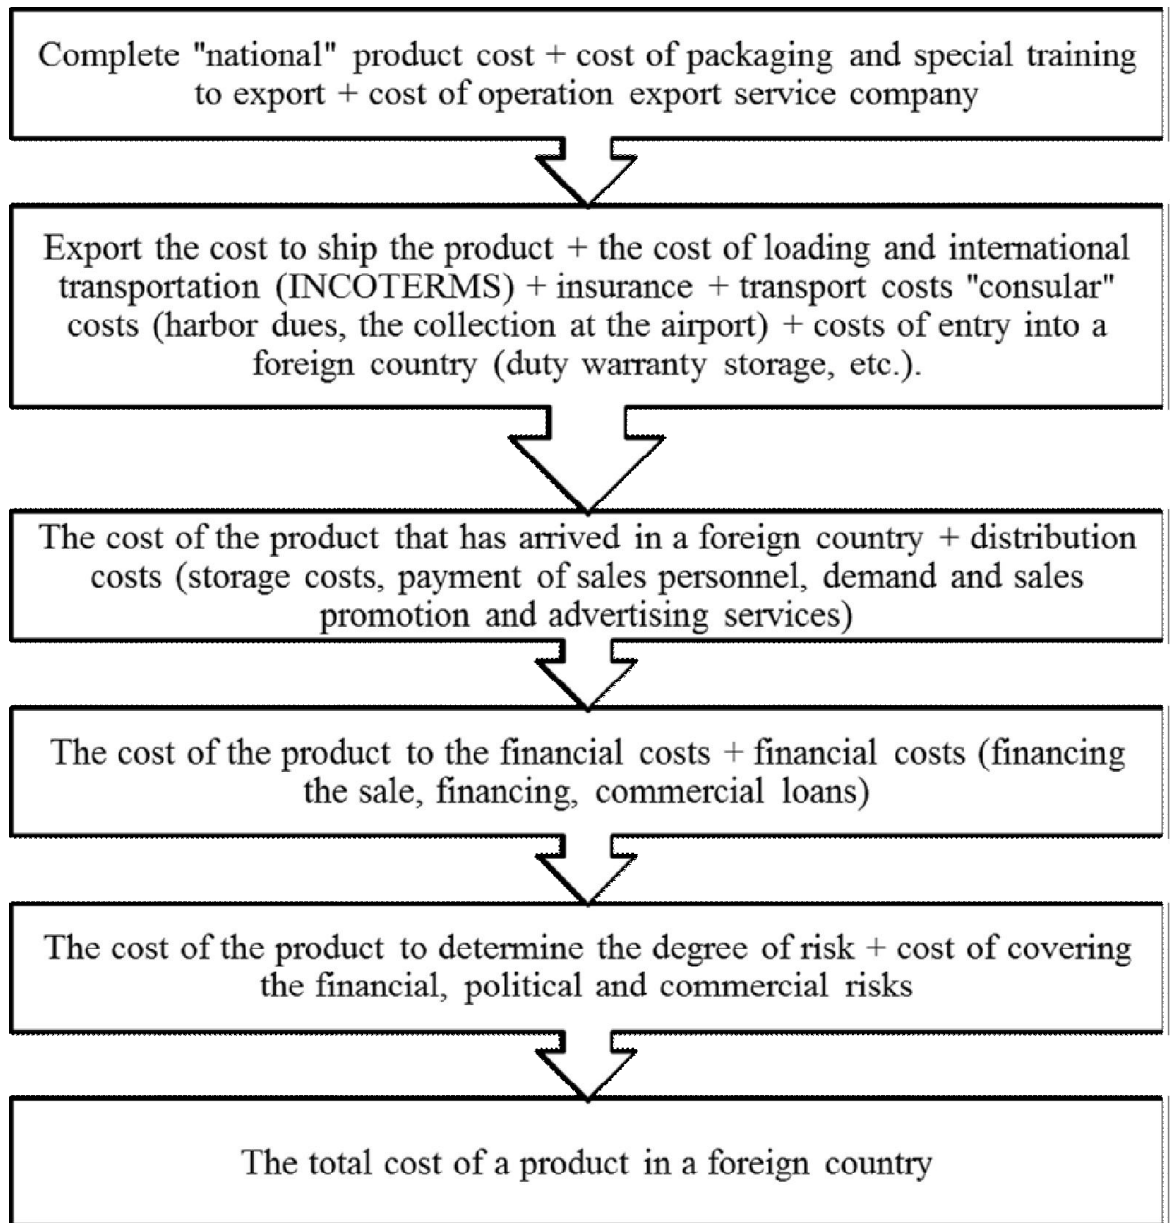 Complete "national" product cost + cost of packaging and special training
to export + cost of operation export service company
Export the cost to ship the product + the cost of loading and international
transportation (INCOTERMS) + insurance + transport costs "consular"
costs (harbor dues, the collection at the airport) + costs of entry into a
foreign country (duty warranty storage, etc.).
The cost of the product that has arrived in a foreign country + distribution
costs (storage costs, payment of sales personnel, demand and sales
promotion and advertising services)
The cost of the product to the financial costs + financial costs (financing
the sale, financing, commercial loans)
The cost of the product to determine the degree of risk + cost of covering
the financial, political and commercial risks
The total cost of a product in a foreign country